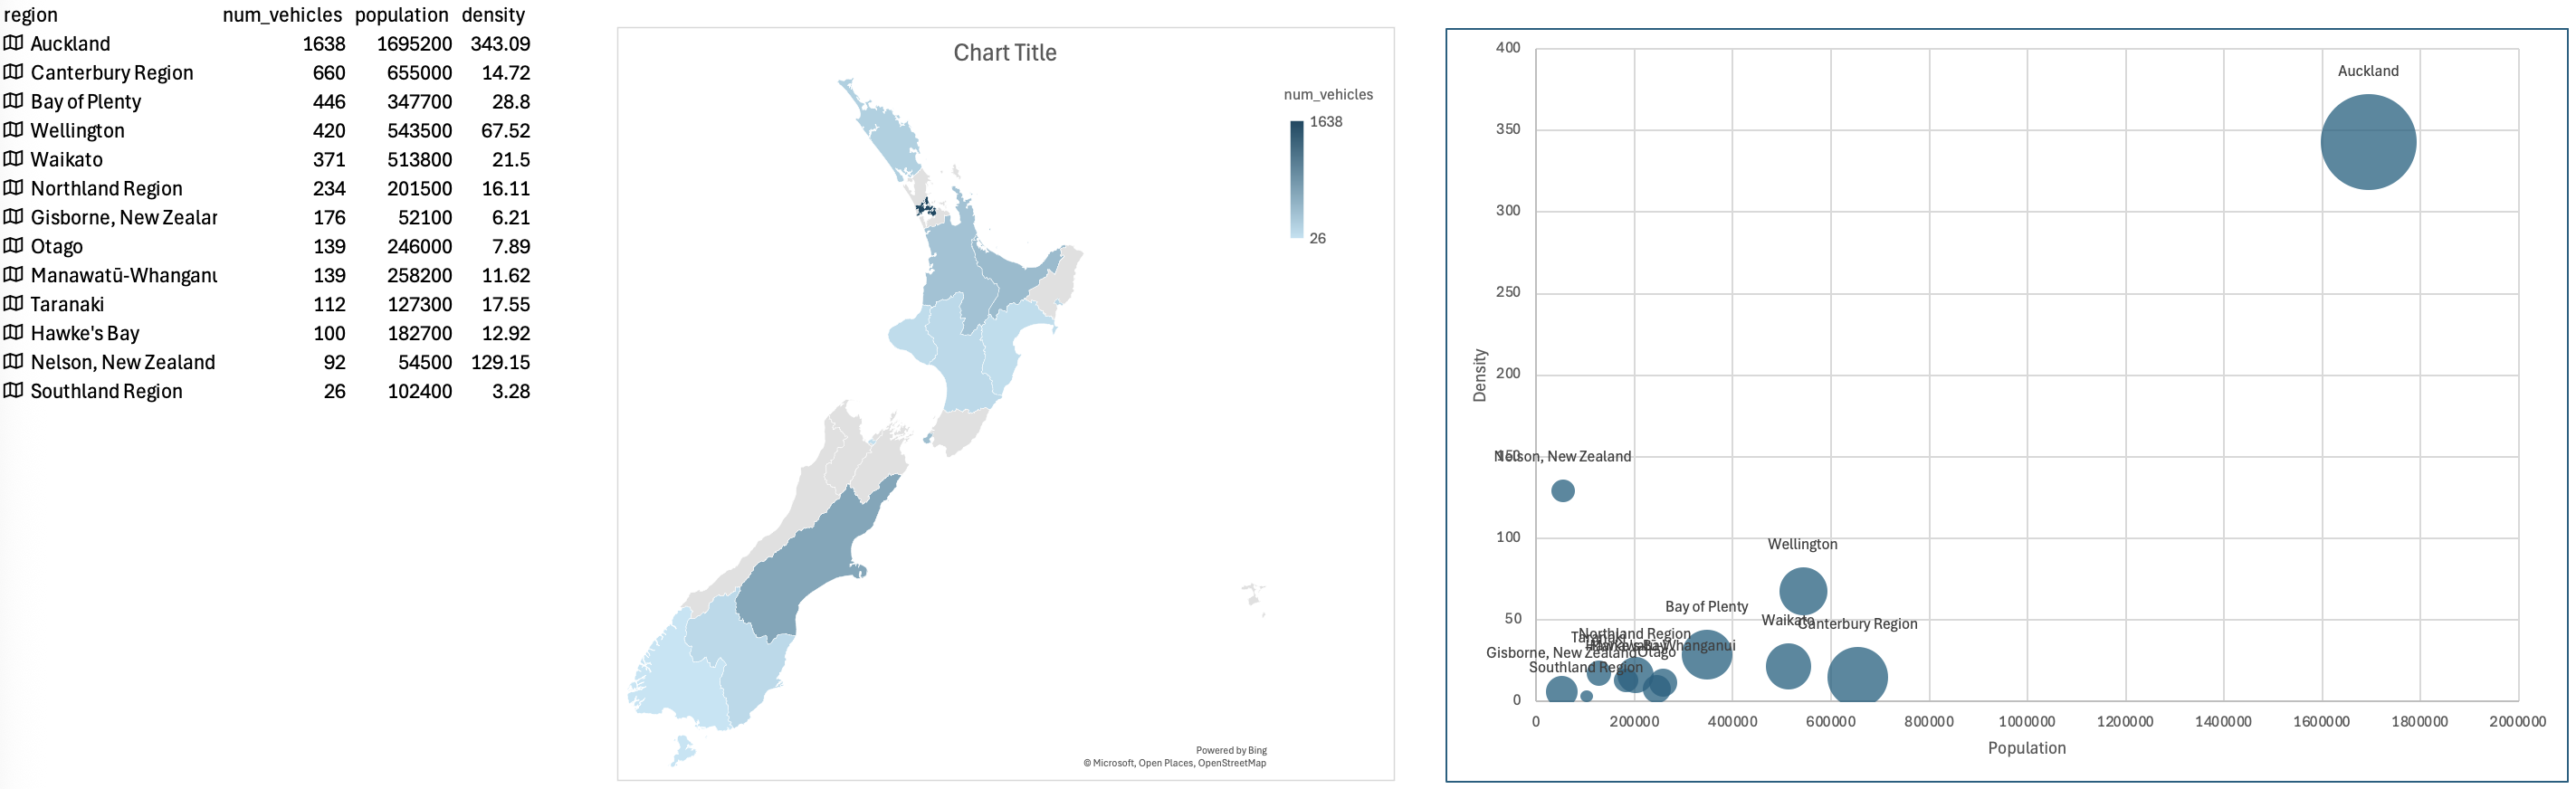 region num_vehicles population density
Auckland 1638 1695200 343.09
Canterbury Region 660 655000 14.72
Bay of Plenty 446 347700 28.8
Wellington 420 543500 67.52
Waikato 371 513800 21.5
Northland Region 234 201500 16.11
Gisborne, New Zealar 176 52100 6.21
Otago 139 246000 7.89
Manawatū-Whanganu 139 258200 11.62
Taranaki 112 127300 17.55
Hawke's Bay 100 182700 12.92
Nelson, New Zealand 92 54500 129.15
Southland Region 26 102400 3.28
Chart Title
num_vehicles
1638
26
Powered by Bing
© Microsoft, Open Places, OpenStreetMap
400
Auckland
350
300
250
200
Density
150
Nelson, New Zealand
100
Wellington
Bay of Plenty
50
Waikato
Canterbury Region
Northland Region
Taranaki
Otago
Gisborne, New Zealand
Southland Region
0
0 200000 400000 600000 800000 1000000 1200000 1400000 1600000 1800000 2000000
Population